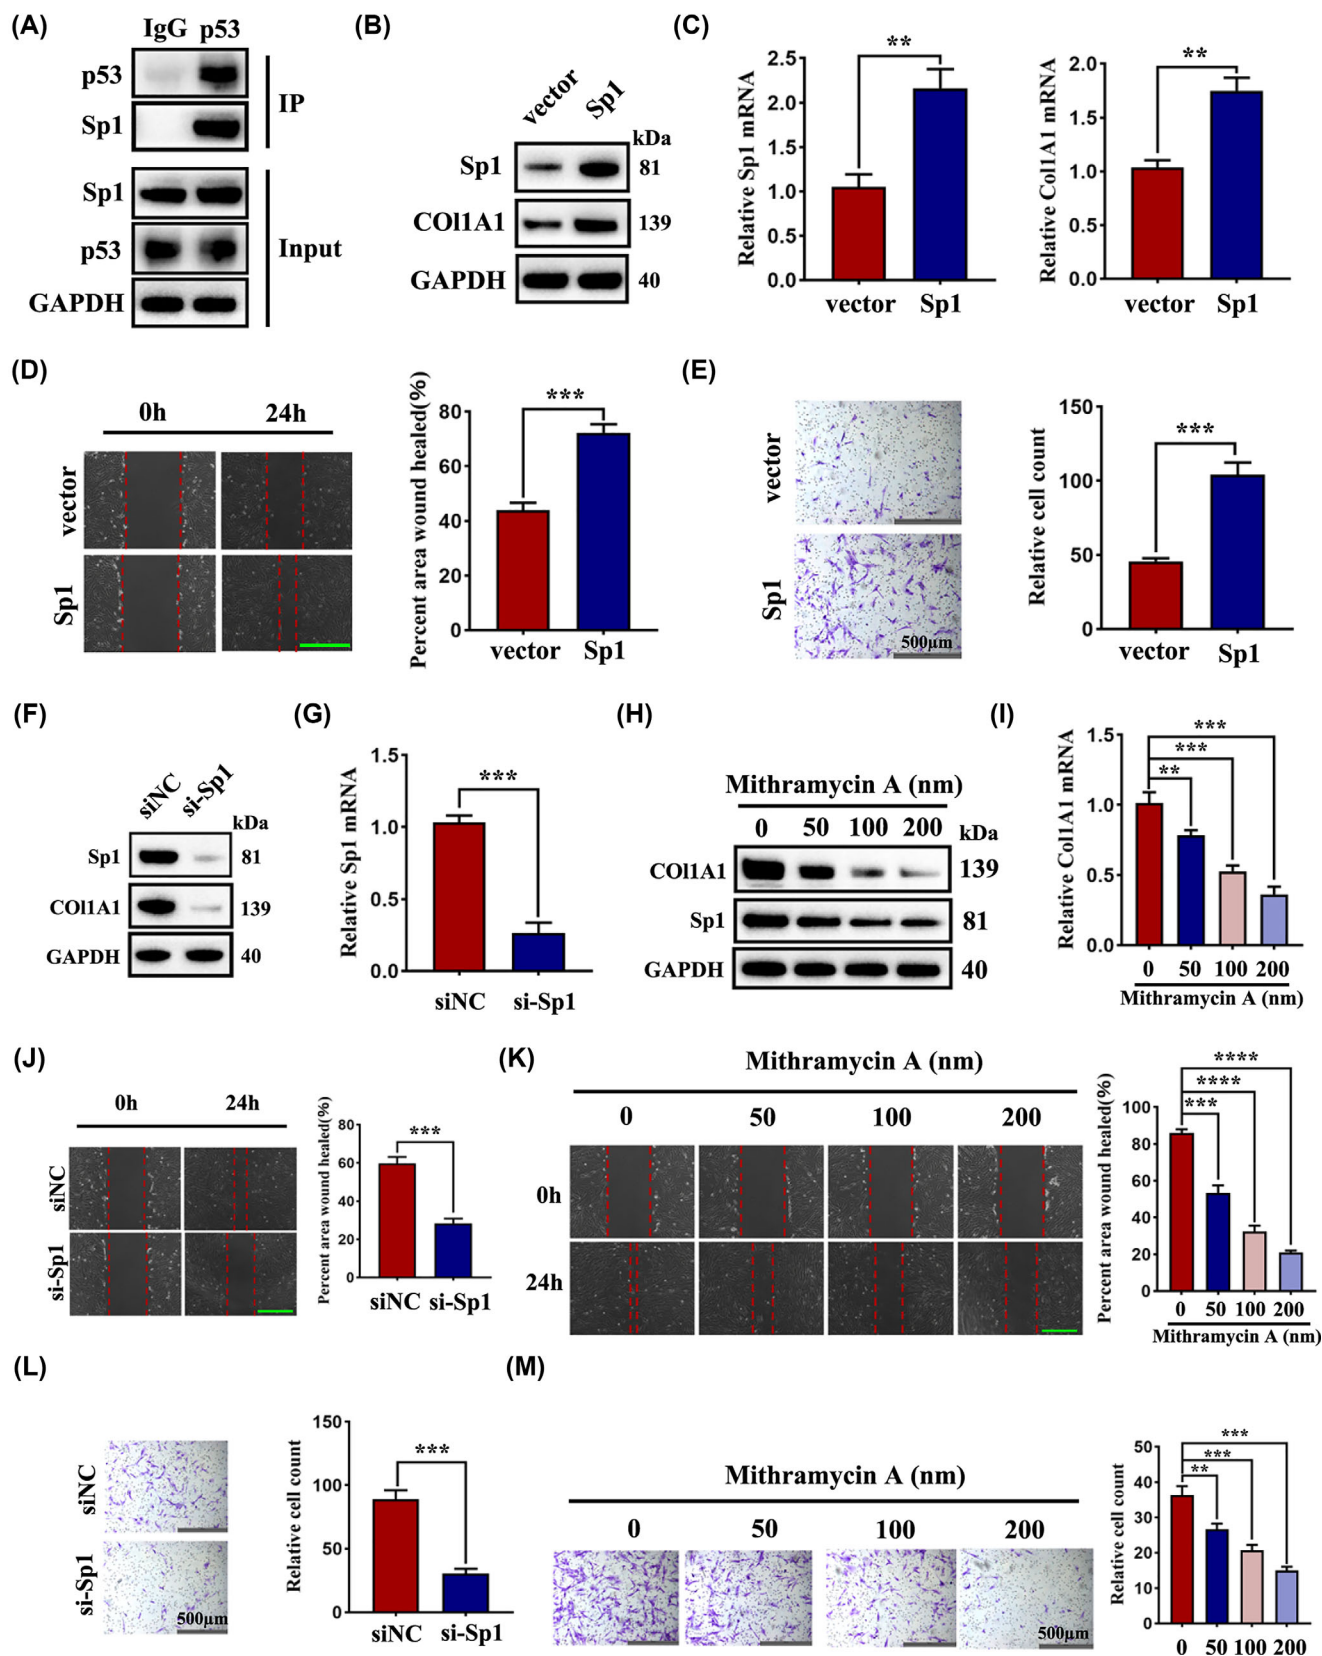 (A)
IgG p53
p53
Sp1
IP
Sp1
p53
GAPDH
Input
(B)
vector Sp1
kDa
Sp1 81
COl1A1 139
GAPDH 40
(C)
Relative Sp1 mRNA
2.5
2.0
1.5
1.0
0.5
0.0
**
vector Sp1
Relative Col1A1 mRNA
2.0
1.5
1.0
0.5
0.0
**
vector Sp1
(D)
0h 24h
vector
Sp1
Percent area wound healed(%)
80
60
40
20
0
***
vector Sp1
(E)
vector
Sp1
500µm
Relative cell count
150
100
50
0
***
vector Sp1
(F)
siNC si-Sp1
kDa
Sp1 81
COl1A1 139
GAPDH 40
(G)
Relative Sp1 mRNA
1.5
1.0
0.5
0.0
***
siNC si-Sp1
(H)
Mithramycin A (nm)
0 50 100 200 kDa
COl1A1 139
Sp1 81
GAPDH 40
(I)
Relative Col1A1 mRNA
1.5
1.0
0.5
0.0
***
***
**
0 50 100 200
Mithramycin A (nm)
(J)
0h 24h
siNC
si-Sp1
Percent area wound healed(%)
80
60
40
20
0
***
siNC si-Sp1
(K)
Mithramycin A (nm)
0 50 100 200
0h
24h
Percent area wound healed(%)
100
80
60
40
20
0
****
****
***
0 50 100 200
Mithramycin A (nm)
(L)
siNC
si-Sp1
500µm
Relative cell count
150
100
50
0
***
siNC si-Sp1
(M)
Mithramycin A (nm)
0 50 100 200
500µm
Relative cell count
50
40
30
20
10
0
***
***
**
0 50 100 200